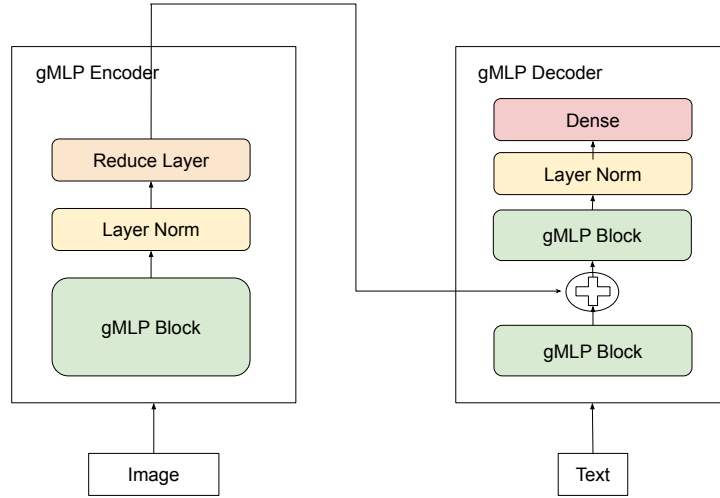 gMLP Encoder
Reduce Layer
Layer Norm
gMLP Block
Image
gMLP Decoder
Dense
Layer Norm
gMLP Block
gMLP Block
Text